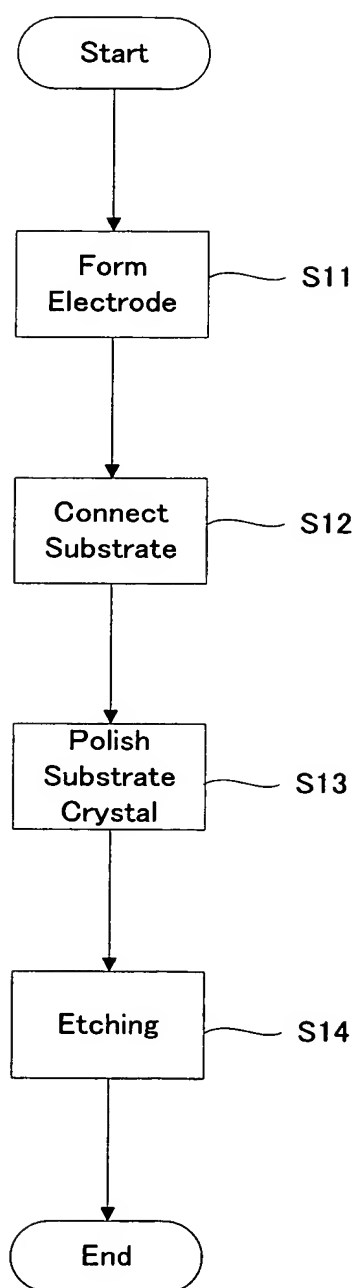 Start
Form
Electrode
S11
Connect
Substrate
S12
Polish
Substrate
Crystal
S13
Etching
S14
End